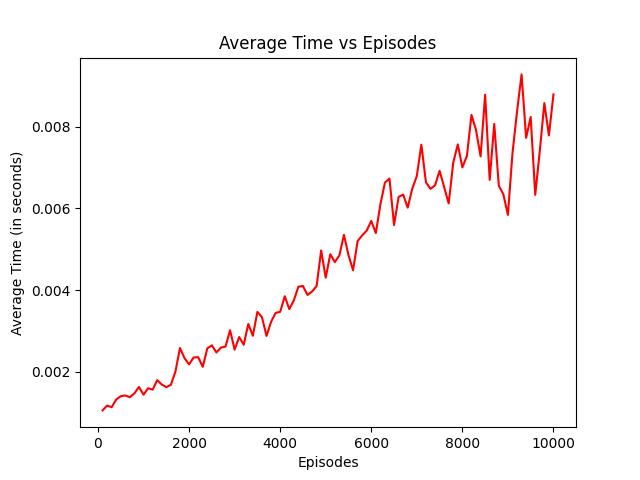 Average Time vs Episodes
Average Time (in seconds)
0.008
0.006
0.004
0.002
0 2000 4000 6000 8000 10000
Episodes